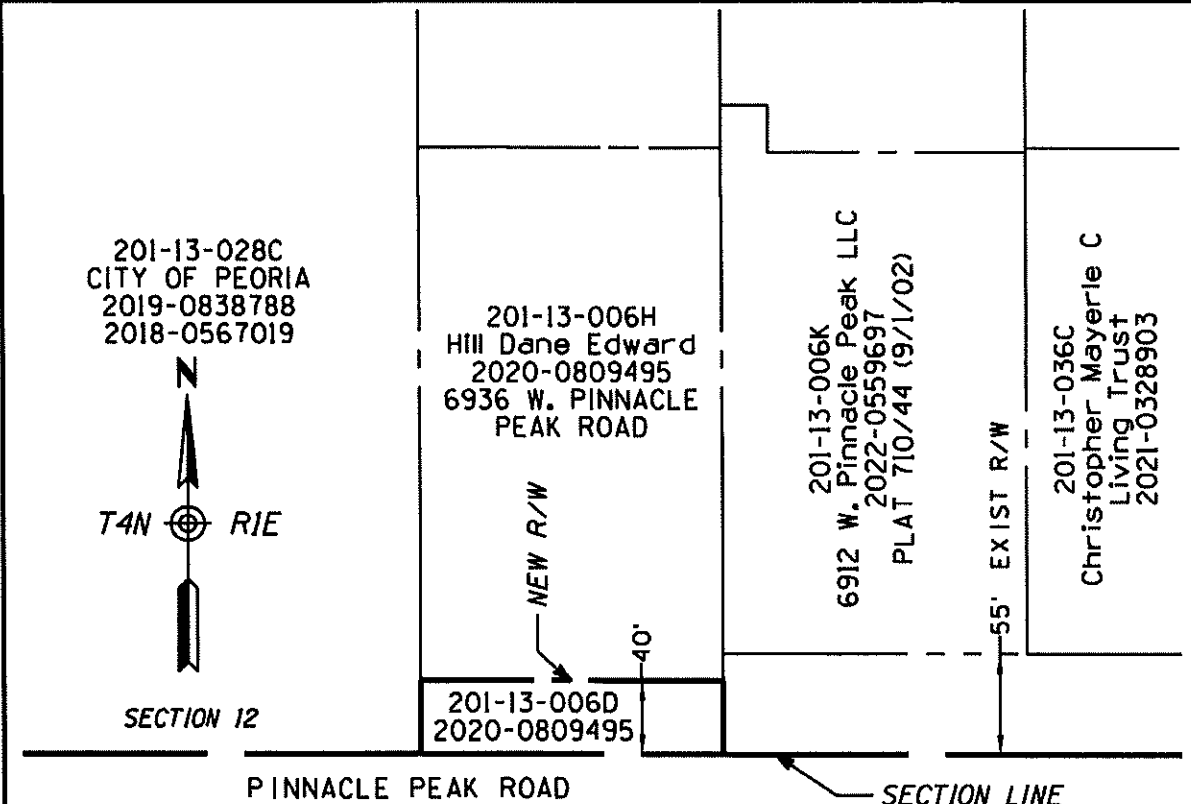 201-13-028C
CITY OF PEORIA
2019-0838788
2018-0567019
N
T4N
R1E
SECTION 12
201-13-006H
Hill Dane Edward
2020-0809495
6936 W. PINNACLE
PEAK ROAD
NEW R/W
40'
201-13-006D
2020-0809495
201-13-006K
6912 W. Pinnacle Peak LLC
2022-0559697
PLAT 710/44 (9/1/02)
55' EXIST R/W
201-13-036C
Christopher Mayerle C
Living Trust
2021-0328903
PINNACLE PEAK ROAD
SECTION LINE